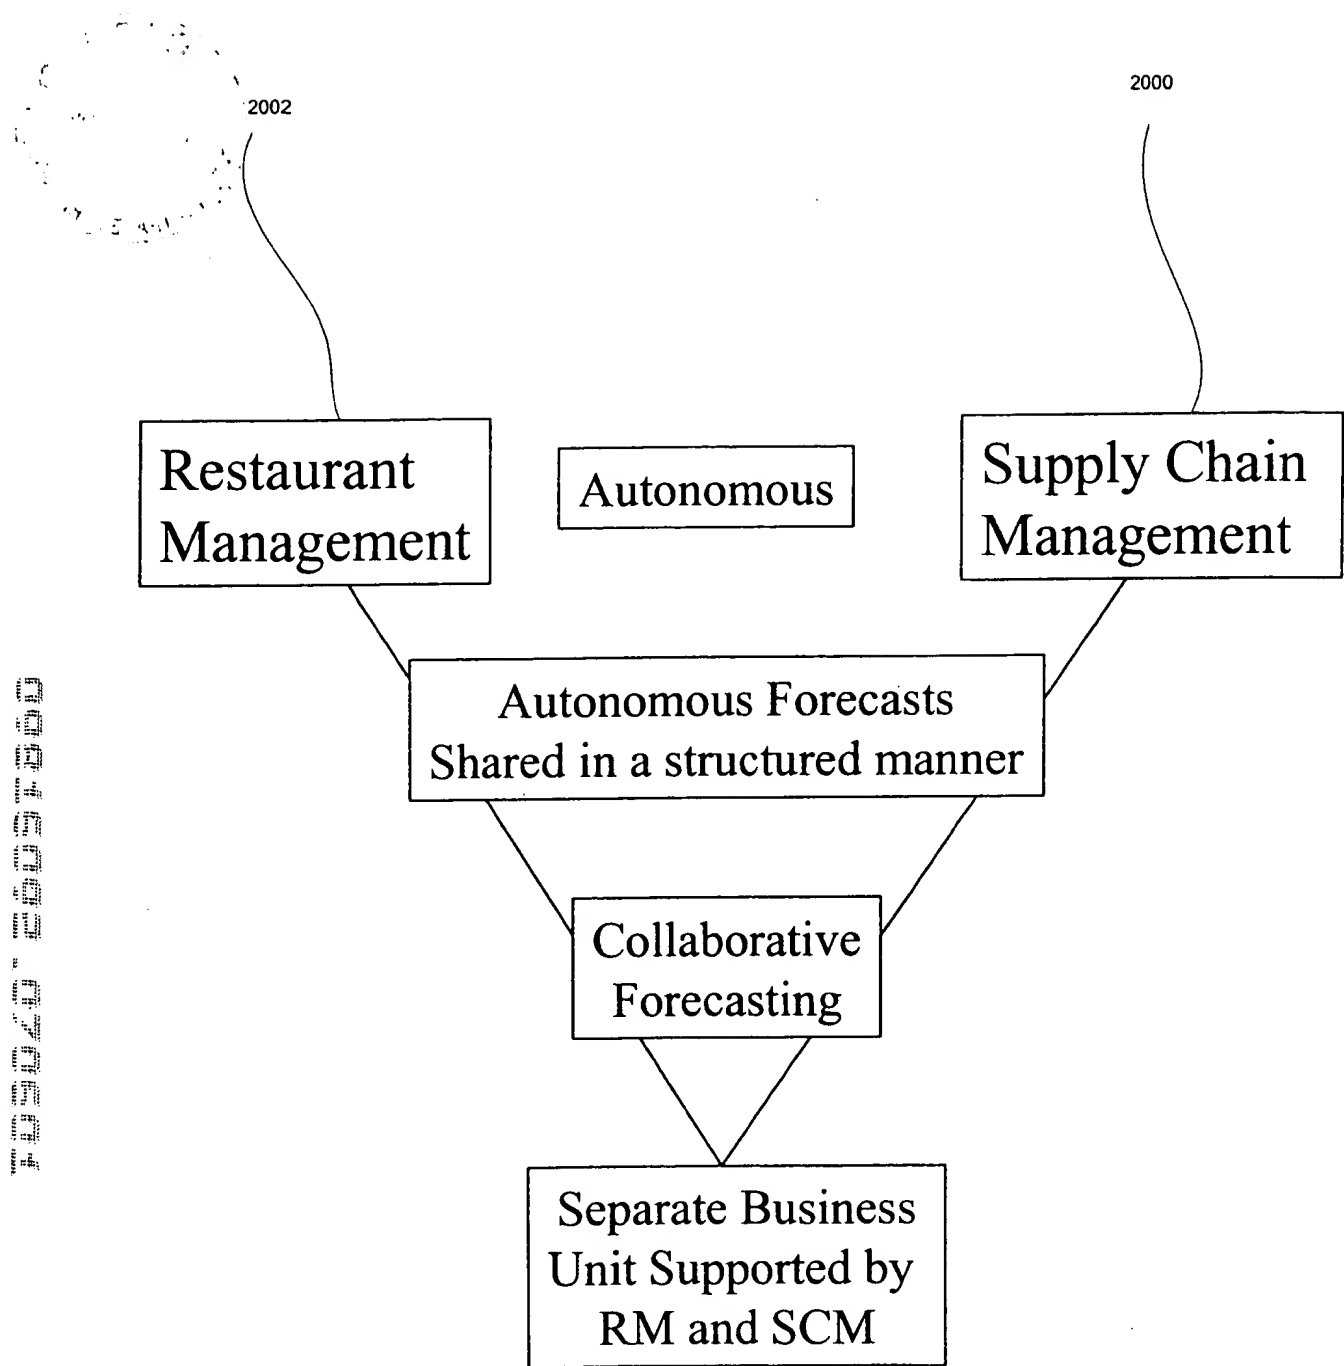 2002
2000
Restaurant
Management
Autonomous
Supply Chain
Management
Autonomous Forecasts
Shared in a structured manner
Collaborative
Forecasting
Separate Business
Unit Supported by
RM and SCM